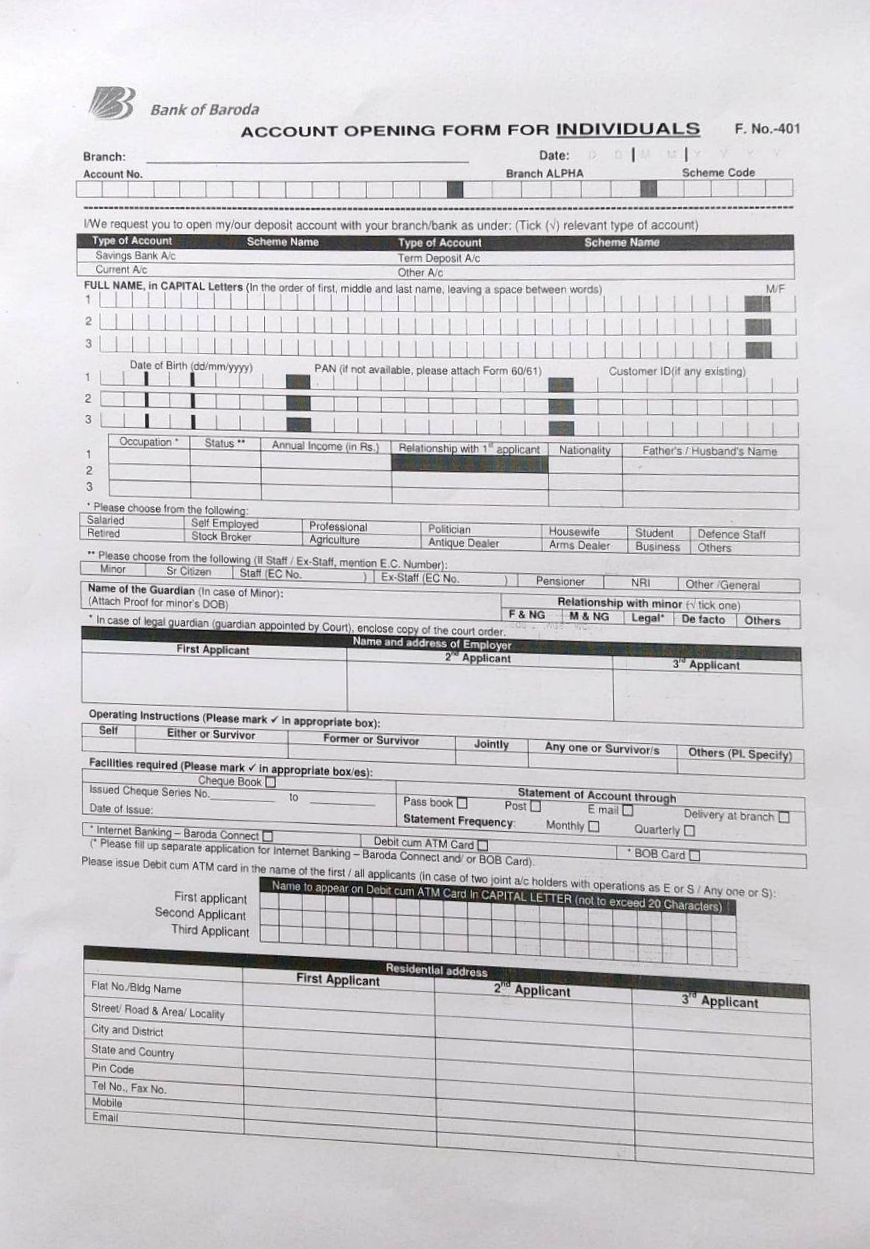 Bank of Baroda
ACCOUNT OPENING FORM FOR INDIVIDUALS F. No.-401
Branch: Date: D D M M Y Y Y Y
Account No. Branch ALPHA Scheme Code
I/We request you to open my/our deposit account with your branch/bank as under: (Tick (√) relevant type of account)
Type of Account Scheme Name Type of Account Scheme Name
Savings Bank A/c Term Deposit A/c
Current A/c Other A/c
FULL NAME, in CAPITAL Letters (In the order of first, middle and last name, leaving a space between words) M/F
1
2
3
Date of Birth (dd/mm/yyyy) PAN (if not available, please attach Form 60/61) Customer ID(if any existing)
1
2
3
Occupation * Status ** Annual Income (in Rs.) Relationship with 1st applicant Nationality Father's / Husband's Name
1
2
3
* Please choose from the following:
Salaried Self Employed Professional Politician Housewife Student Defence Staff
Retired Stock Broker Agriculture Antique Dealer Arms Dealer Business Others
** Please choose from the following (If Staff / Ex-Staff, mention E.C. Number):
Minor Sr Citizen Staff (EC No. ) Ex-Staff (EC No. ) Pensioner NRI Other /General
Name of the Guardian (In case of Minor): Relationship with minor (√ tick one)
(Attach Proof for minor's DOB) F & NG M & NG Legal* De facto Others
* In case of legal guardian (guardian appointed by Court), enclose copy of the court order.
Name and address of Employer
First Applicant 2nd Applicant 3rd Applicant
Operating Instructions (Please mark ✓ in appropriate box):
Self Either or Survivor Former or Survivor Jointly Any one or Survivor/s Others (Pl. Specify)
Facilities required (Please mark ✓ in appropriate box/es):
Cheque Book Statement of Account through
Issued Cheque Series No. to Pass book Post E mail Delivery at branch
Date of Issue: Statement Frequency: Monthly Quarterly
* Internet Banking – Baroda Connect Debit cum ATM Card * BOB Card
(* Please fill up separate application for Internet Banking – Baroda Connect and/ or BOB Card).
Please issue Debit cum ATM card in the name of the first / all applicants (in case of two joint a/c holders with operations as E or S / Any one or S):
Name to appear on Debit cum ATM Card In CAPITAL LETTER (not to exceed 20 Characters)
First applicant
Second Applicant
Third Applicant
Residential address
First Applicant 2nd Applicant 3rd Applicant
Flat No./Bldg Name
Street/ Road & Area/ Locality
City and District
State and Country
Pin Code
Tel No., Fax No.
Mobile
Email